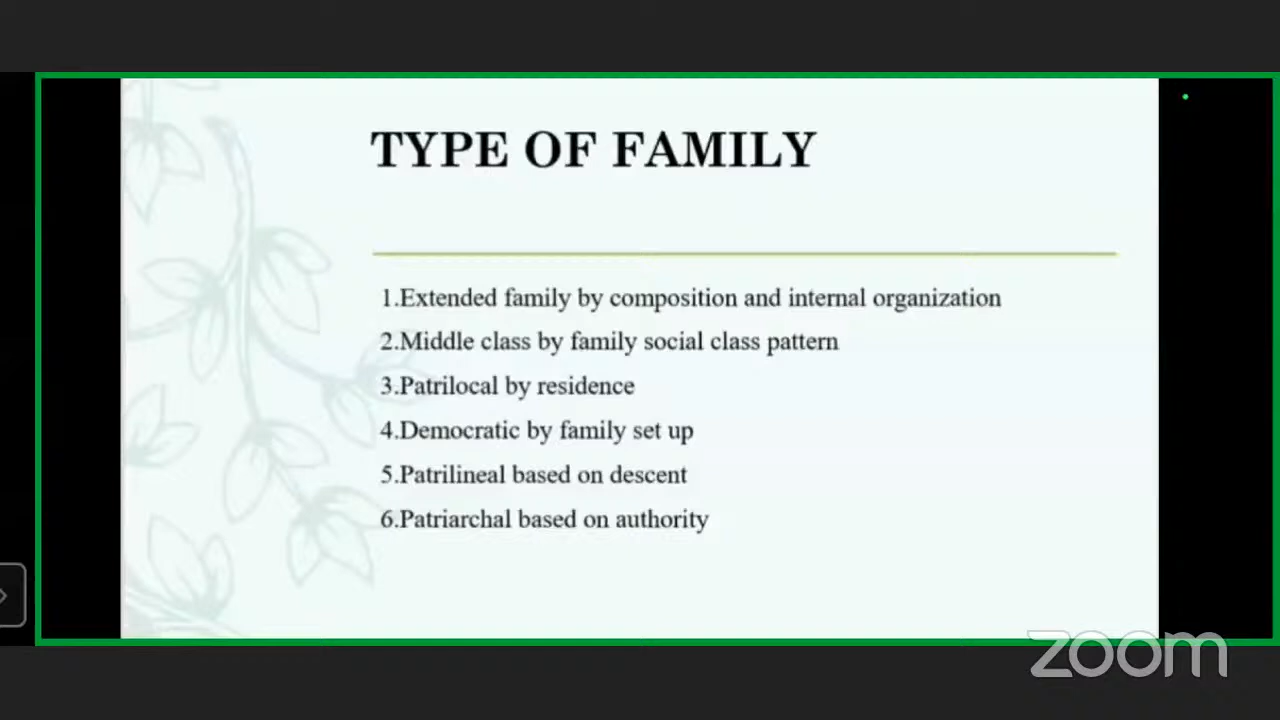 TYPE OF FAMILY
1.Extended family by composition and internal organization
2.Middle class by family social class pattern
3.Patrilocal by residence
4.Democratic by family set up
5.Patrilineal based on descent
6.Patriarchal based on authority
zoom